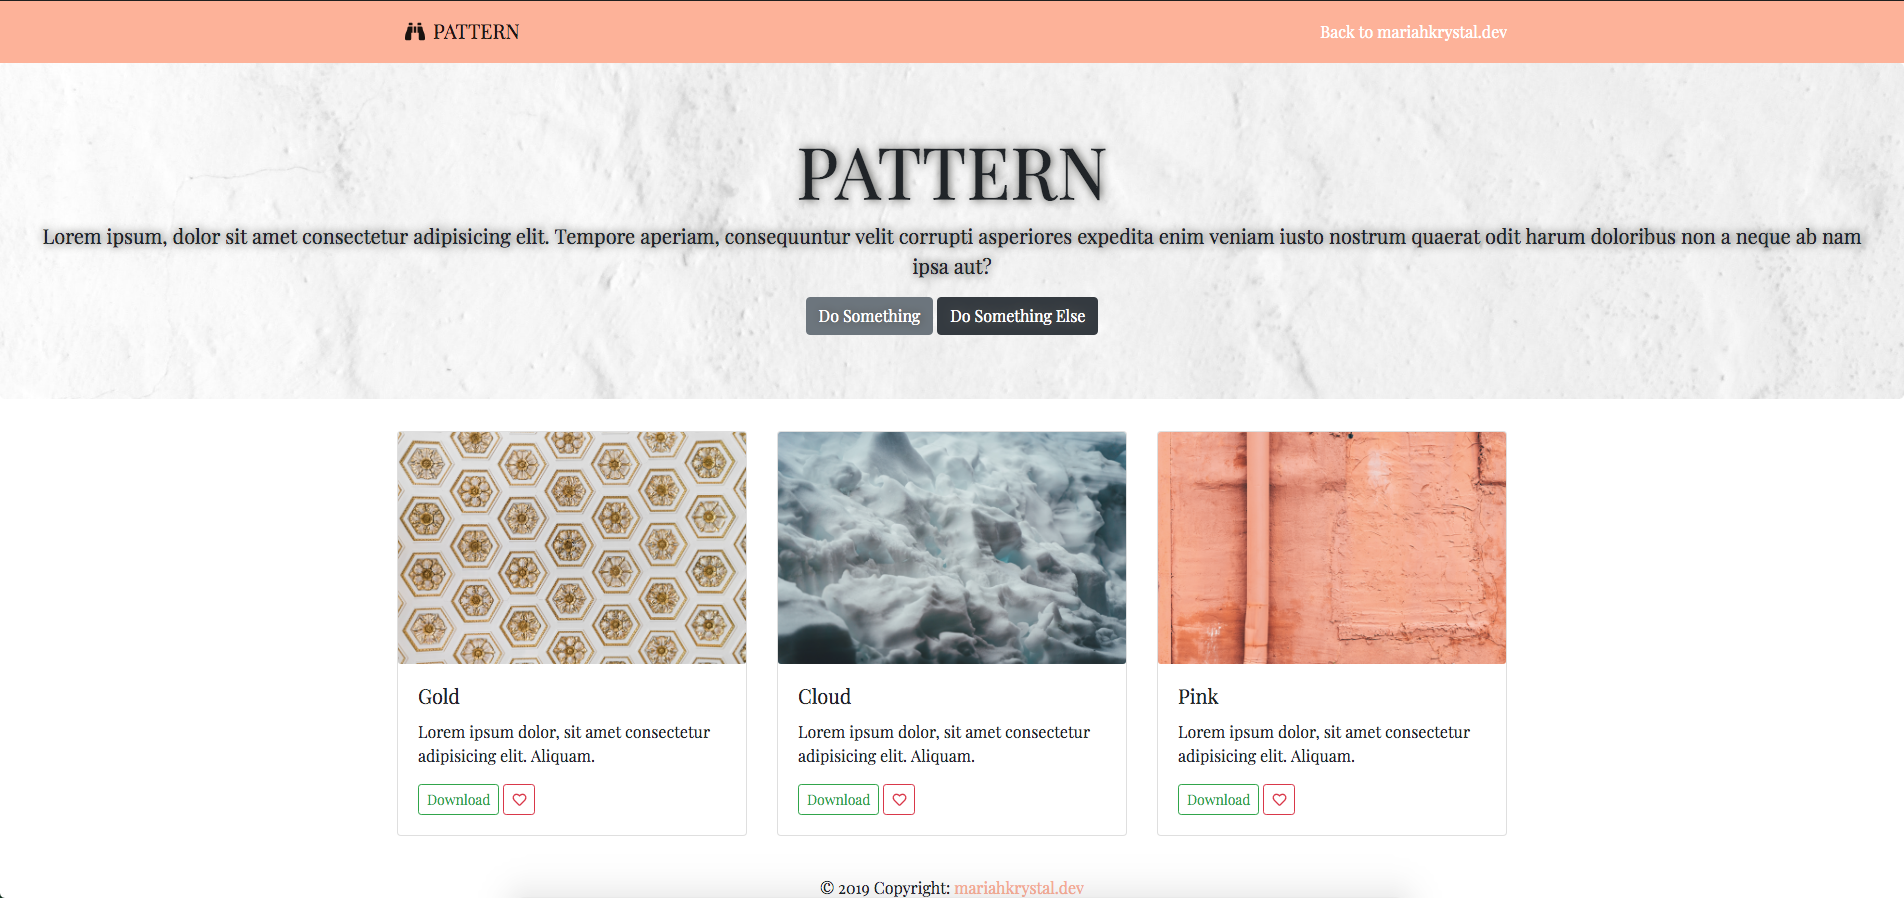 PATTERN
Back to mariahkrystal.dev
PATTERN
Lorem ipsum, dolor sit amet consectetur adipisicing elit. Tempore aperiam, consequuntur velit corrupti asperiores expedita enim veniam iusto nostrum quaerat odit harum doloribus non a neque ab nam
ipsa aut?
Do Something
Do Something Else
Gold
Lorem ipsum dolor, sit amet consectetur
adipisicing elit. Aliquam.
Download
Cloud
Lorem ipsum dolor, sit amet consectetur
adipisicing elit. Aliquam.
Download
Pink
Lorem ipsum dolor, sit amet consectetur
adipisicing elit. Aliquam.
Download
© 2019 Copyright: mariahkrystal.dev